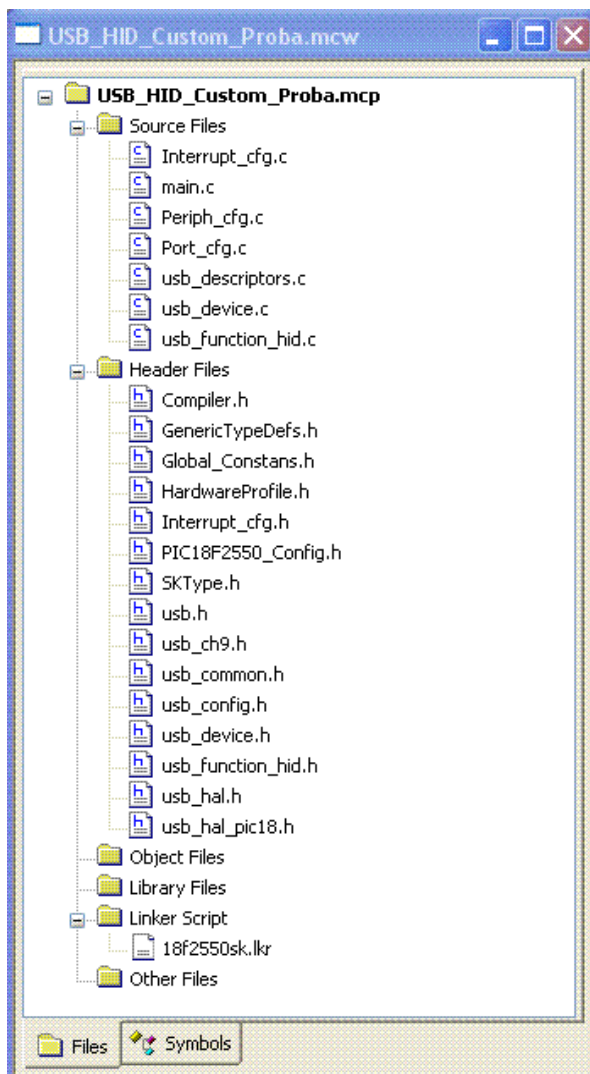 USB_HID_Custom_Proba.mcw
USB_HID_Custom_Proba.mcp
Source Files
Interrupt_cfg.c
main.c
Periph_cfg.c
Port_cfg.c
usb_descriptors.c
usb_device.c
usb_function_hid.c
Header Files
Compiler.h
GenericTypeDefs.h
Global_Constans.h
HardwareProfile.h
Interrupt_cfg.h
PIC18F2550_Config.h
SKType.h
usb.h
usb_ch9.h
usb_common.h
usb_config.h
usb_device.h
usb_function_hid.h
usb_hal.h
usb_hal_pic18.h
Object Files
Library Files
Linker Script
18f2550sk.lkr
Other Files
Files Symbols